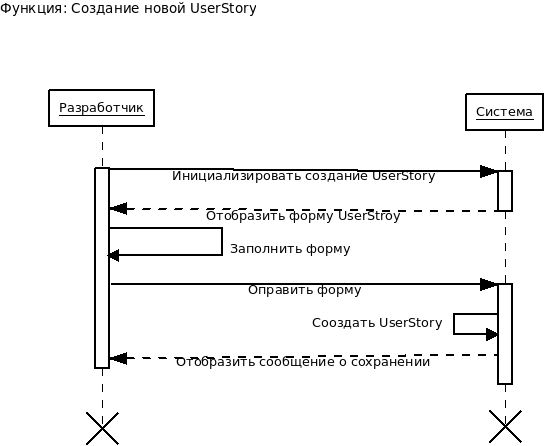 Функция: Создание новой UserStory
Разработчик
Система
Инициализировать создание UserStory
Отобразить форму UserStroy
Заполнить форму
Оправить форму
Сооздать UserStory
Отобразить сообщение о сохранении